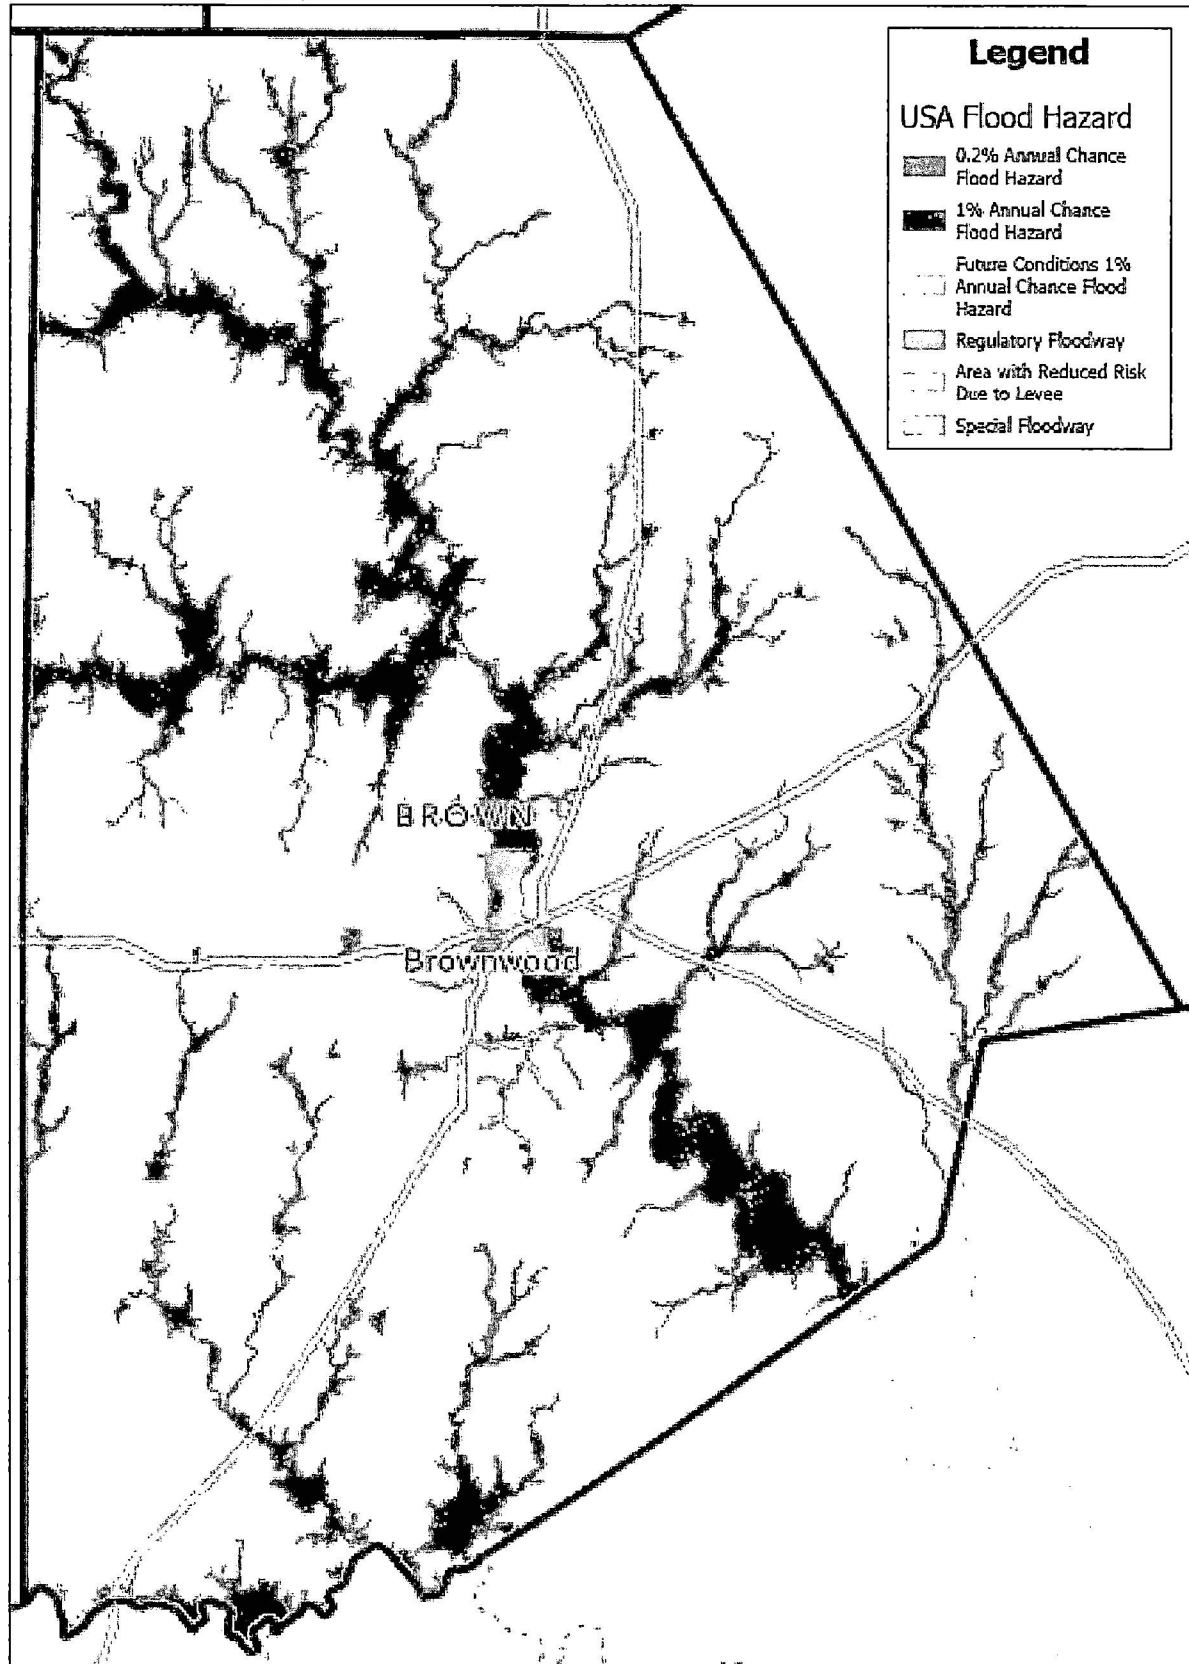 Legend
USA Flood Hazard
0.2% Annual Chance
Flood Hazard
1% Annual Chance
Flood Hazard
Future Conditions 1%
Annual Chance Flood
Hazard
Regulatory Floodway
Area with Reduced Risk
Due to Levee
Special Floodway
BROWN
Brownwood